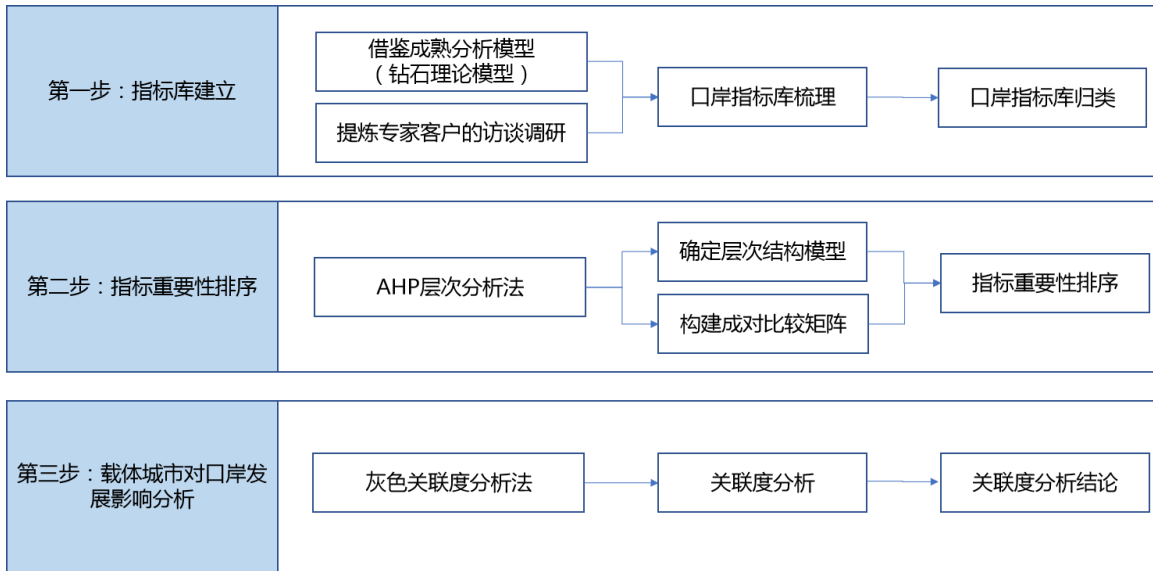 第一步：指标库建立
借鉴成熟分析模型
（钻石理论模型）
提炼专家客户的访谈调研
口岸指标库梳理
口岸指标库归类
第二步：指标重要性排序
AHP层次分析法
确定层次结构模型
构建成对比较矩阵
指标重要性排序
第三步：载体城市对口岸发
展影响分析
灰色关联度分析法
关联度分析
关联度分析结论